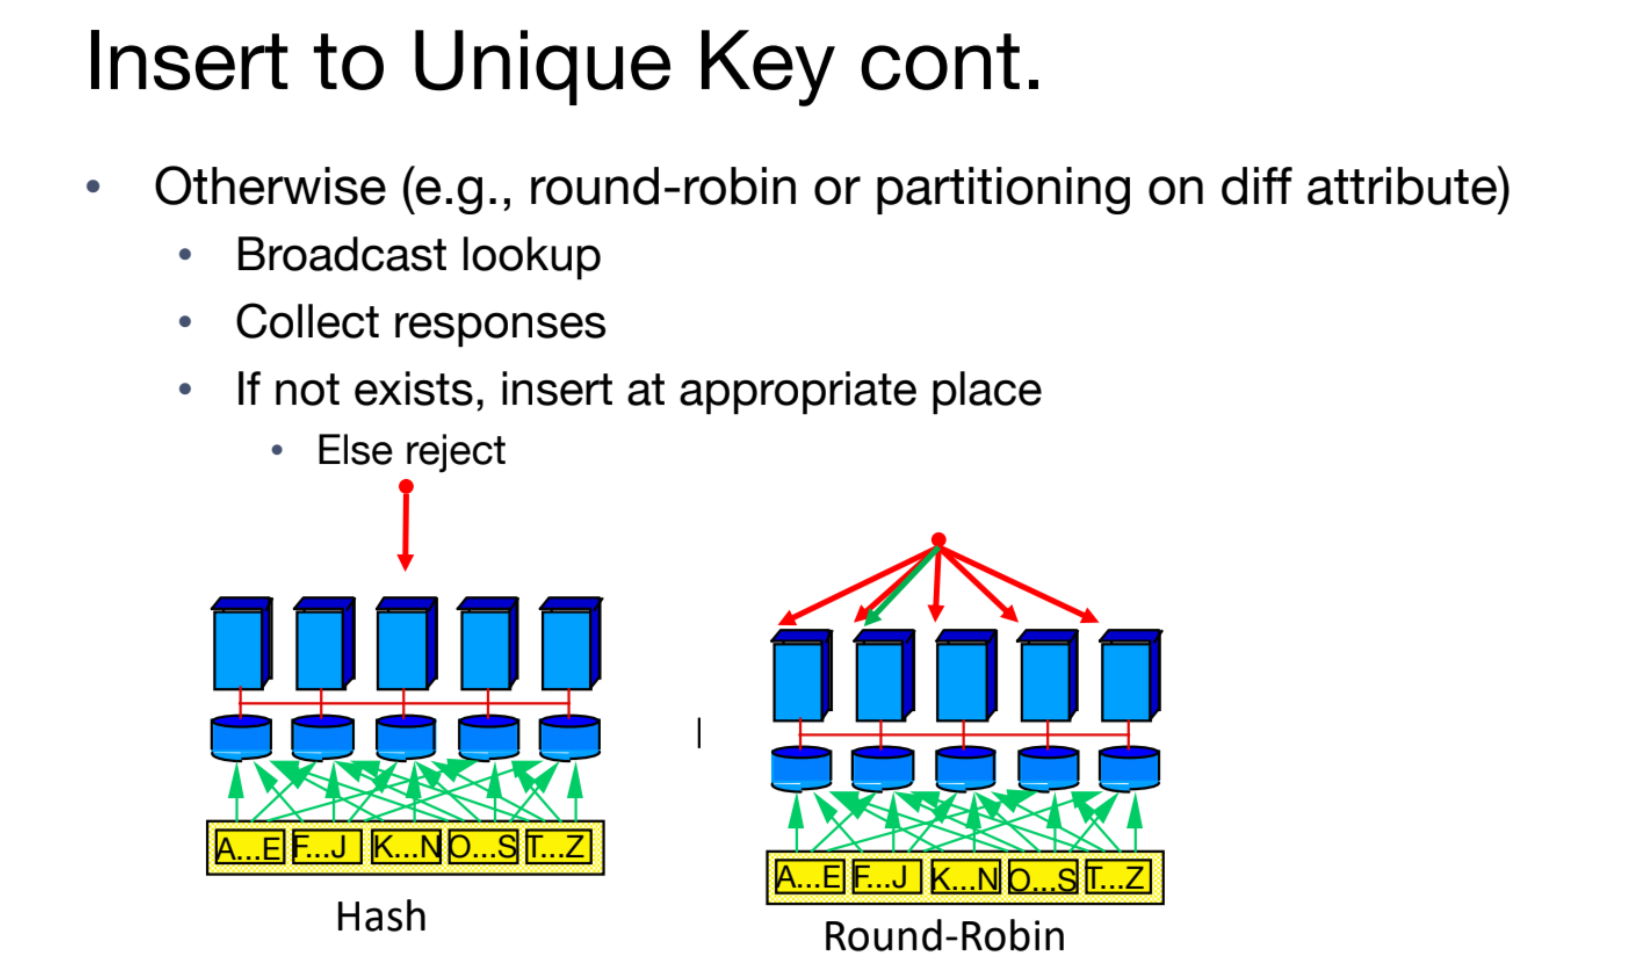 Insert to Unique Key cont.
• Otherwise (e.g., round-robin or partitioning on diff attribute)
• Broadcast lookup
• Collect responses
• If not exists, insert at appropriate place
• Else reject
A...E F...J K...N O...S T...Z
Hash
A...E F...J K...N O...S T...Z
Round-Robin